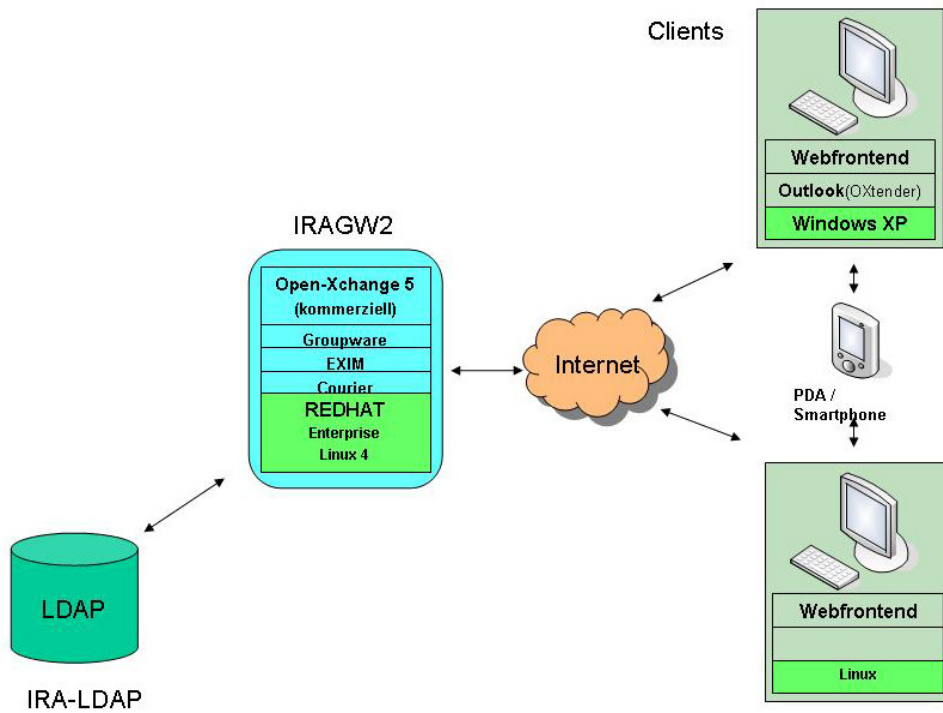 Clients
Webfrontend
Outlook(OXtender)
Windows XP
IRAGW2
Open-Xchange 5
(kommerziell)
Groupware
EXIM
Courier
REDHAT
Enterprise
Linux 4
Internet
PDA /
Smartphone
Webfrontend
Linux
LDAP
IRA-LDAP